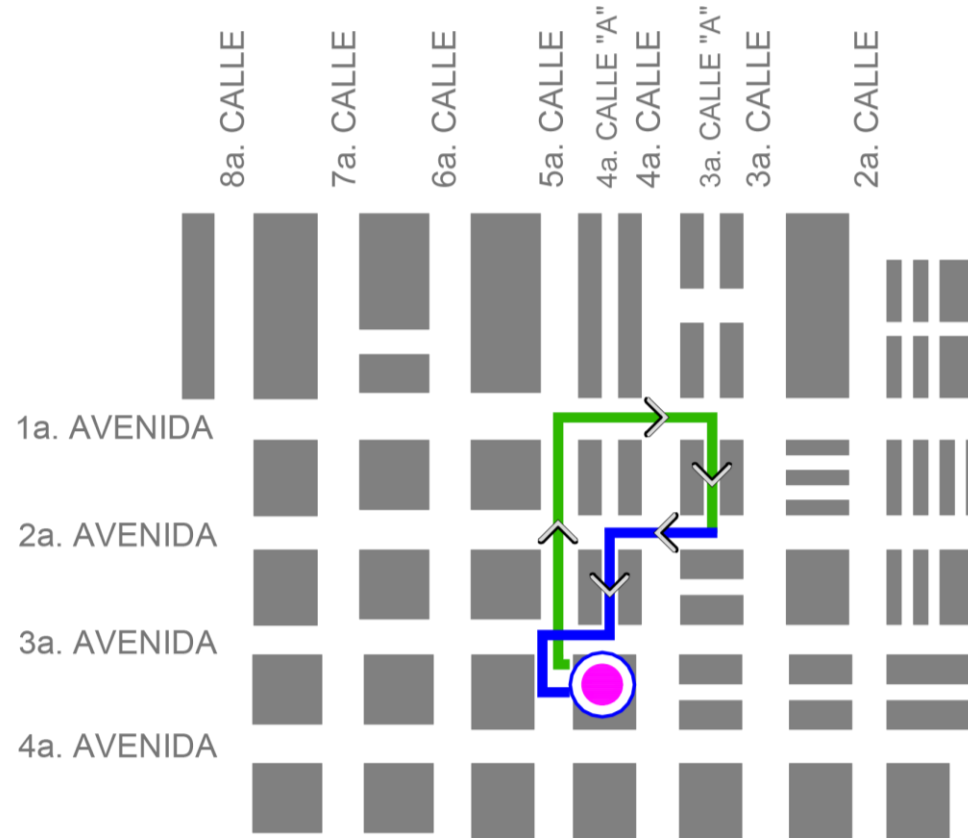 8a. CALLE
7a. CALLE
6a. CALLE
5a. CALLE
4a. CALLE "A"
4a. CALLE
3a. CALLE "A"
3a. CALLE
2a. CALLE
1a. AVENIDA
2a. AVENIDA
3a. AVENIDA
4a. AVENIDA